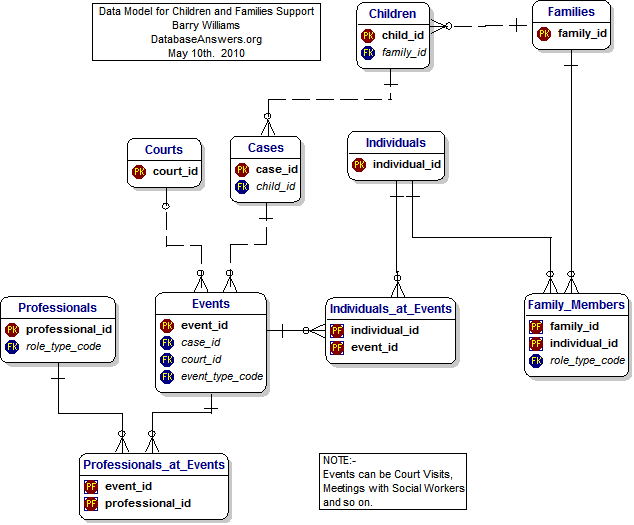 Data Model for Children and Families Support
Barry Williams
DatabaseAnswers.org
May 10th.  2010
Children
PK child_id
FK family_id
Families
PK family_id
Courts
PK court_id
Cases
PK case_id
FK child_id
Individuals
PK individual_id
Professionals
PK professional_id
FK role_type_code
Events
PK event_id
FK case_id
FK court_id
FK event_type_code
Individuals_at_Events
PF individual_id
PF event_id
Family_Members
PF family_id
PF individual_id
FK role_type_code
Professionals_at_Events
PF event_id
PF professional_id
NOTE:-
Events can be Court Visits,
Meetings with Social Workers
and so on.